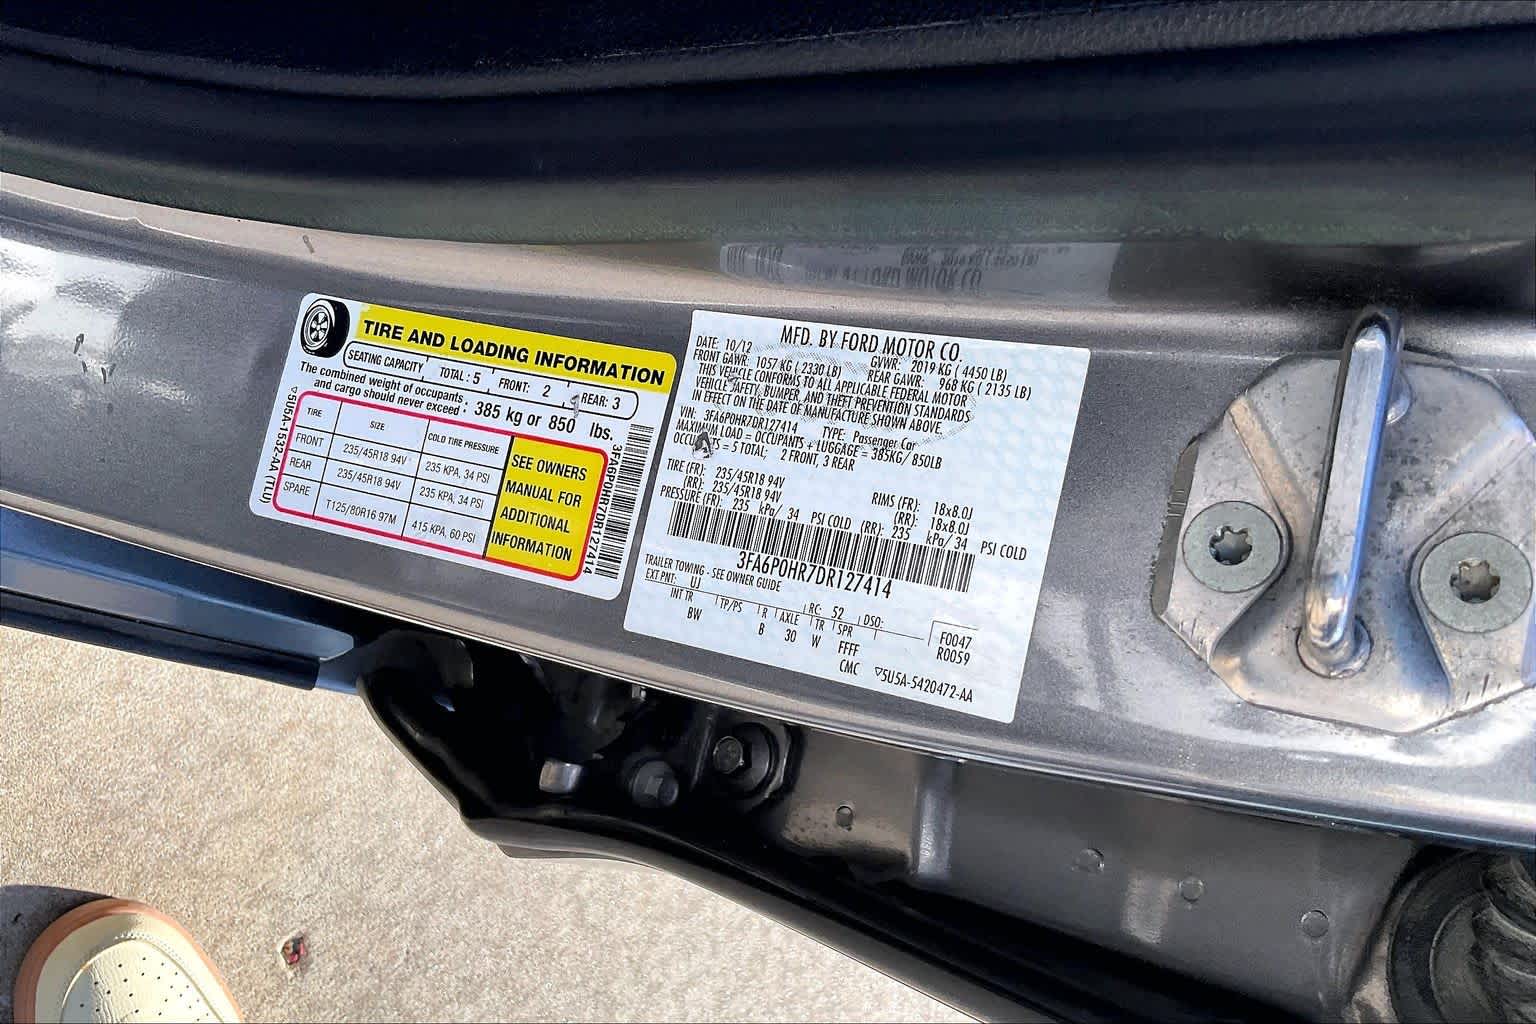 TIRE AND LOADING INFORMATION
SEATING CAPACITY TOTAL : 5 FRONT: 2 REAR: 3
The combined weight of occupants
and cargo should never exceed : 385 kg or 850 lbs.
TIRE SIZE COLD TIRE PRESSURE
FRONT 235/45R18 94V 235 KPA, 34 PSI
REAR 235/45R18 94V 235 KPA, 34 PSI
SPARE T125/80R16 97M 415 KPA, 60 PSI
SEE OWNERS
MANUAL FOR
ADDITIONAL
INFORMATION
5U5A-1532-AA (TLU)
3FA6P0HR7DR127414
MFD. BY FORD MOTOR CO.
DATE: 10/12 GVWR: 2019 KG ( 4450 LB)
FRONT GAWR: 1057 KG ( 2330 LB) REAR GAWR: 968 KG ( 2135 LB)
THIS VEHICLE CONFORMS TO ALL APPLICABLE FEDERAL MOTOR
VEHICLE SAFETY, BUMPER, AND THEFT PREVENTION STANDARDS
IN EFFECT ON THE DATE OF MANUFACTURE SHOWN ABOVE.
VIN: 3FA6P0HR7DR127414 TYPE: Passenger Car
MAXIMUM LOAD = OCCUPANTS + LUGGAGE = 385KG/ 850LB
OCCUPANTS = 5 TOTAL; 2 FRONT, 3 REAR
TIRE (FR): 235/45R18 94V RIMS (FR): 18x8.0J
(RR): 235/45R18 94V (RR): 18x8.0J
PRESSURE (FR): 235 kPa/ 34 PSI COLD (RR): 235 kPa/ 34 PSI COLD
3FA6P0HR7DR127414
TRAILER TOWING - SEE OWNER GUIDE
EXT PNT: UJ RC: 52 DSO:
INT TR TP/PS R AXLE TR SPR
BW B 30 W FFFF
CMC
F0047
R0059
5U5A-5420472-AA